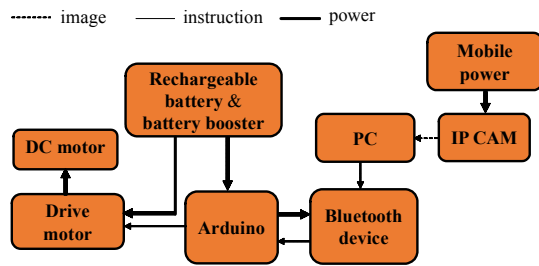 image
instruction
power
Mobile
power
Rechargeable
battery &
battery booster
DC motor
PC
IP CAM
Drive
motor
Arduino
Bluetooth
device